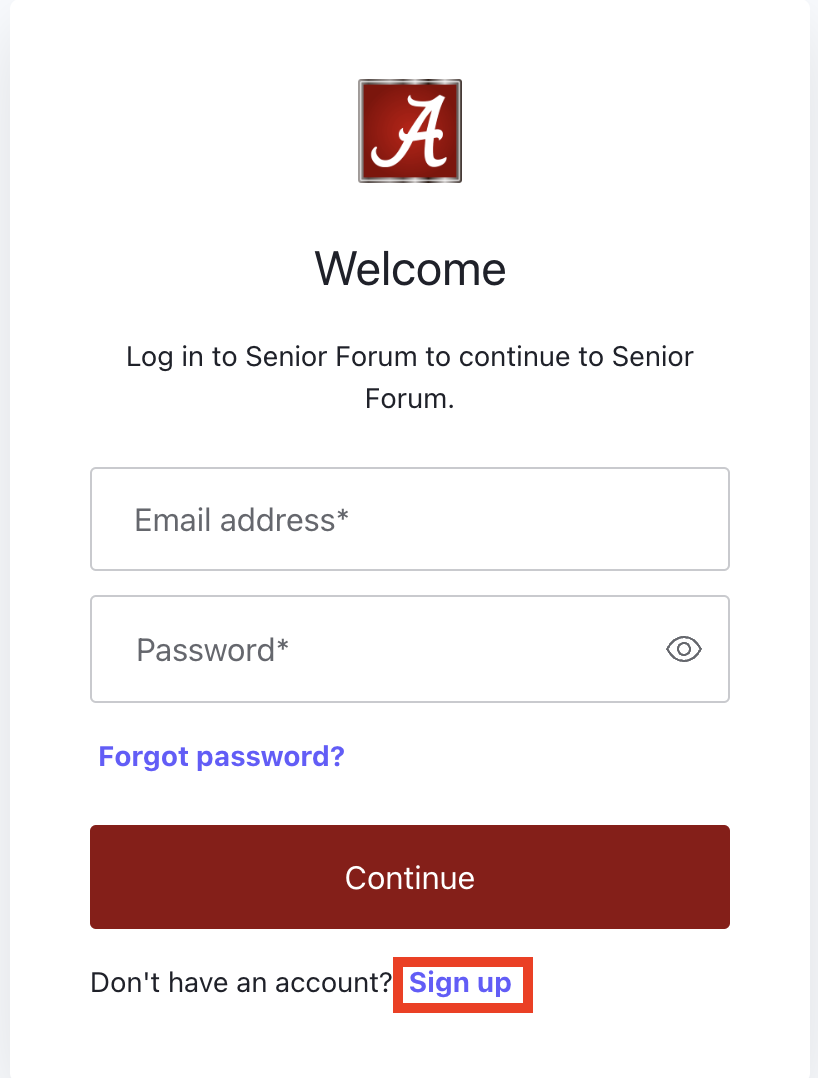 A
Welcome
Log in to Senior Forum to continue to Senior
Forum.
Email address*
Password*
Forgot password?
Continue
Don't have an account? Sign up